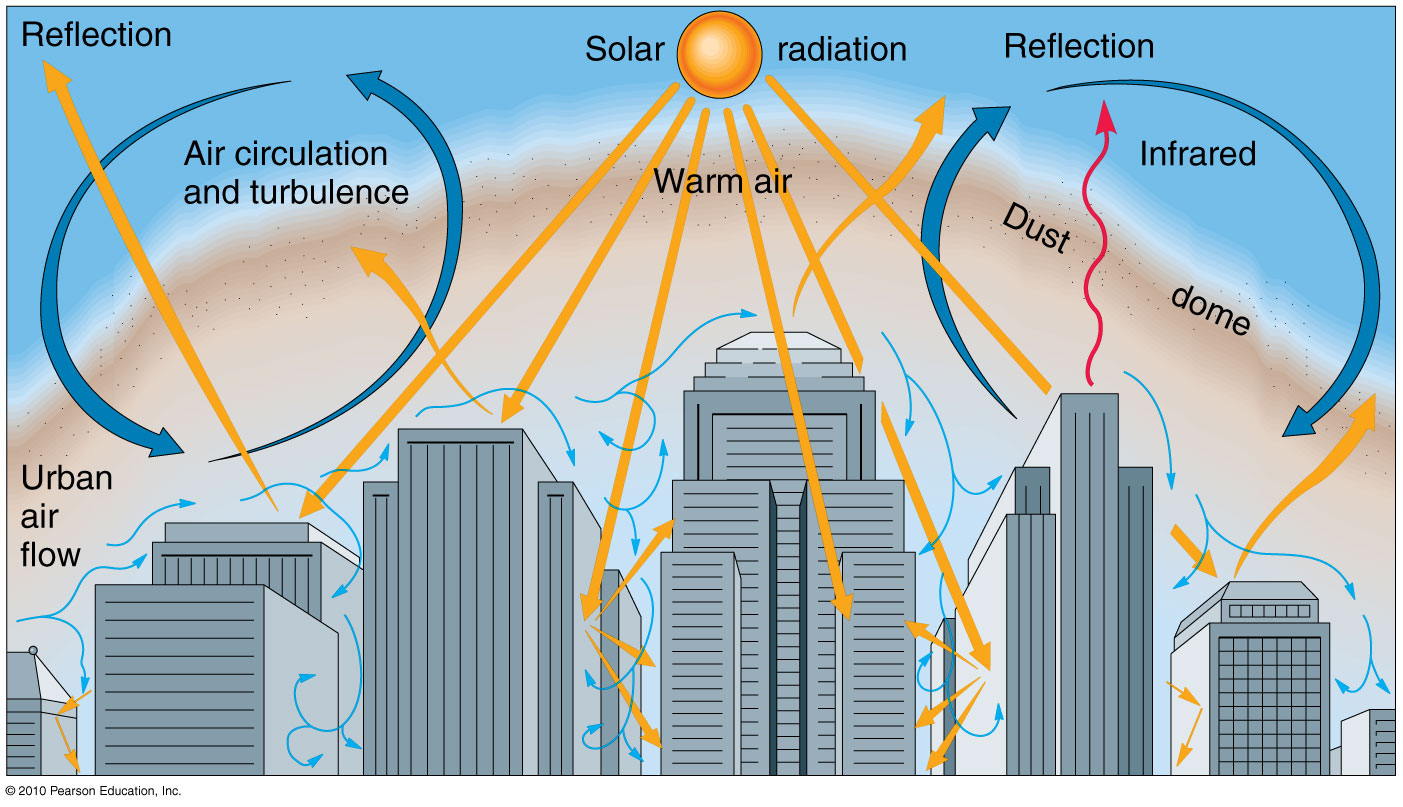 Reflection
Solar radiation
Reflection
Air circulation
and turbulence
Warm air
Infrared
Dust dome
Urban
air
flow
© 2010 Pearson Education, Inc.